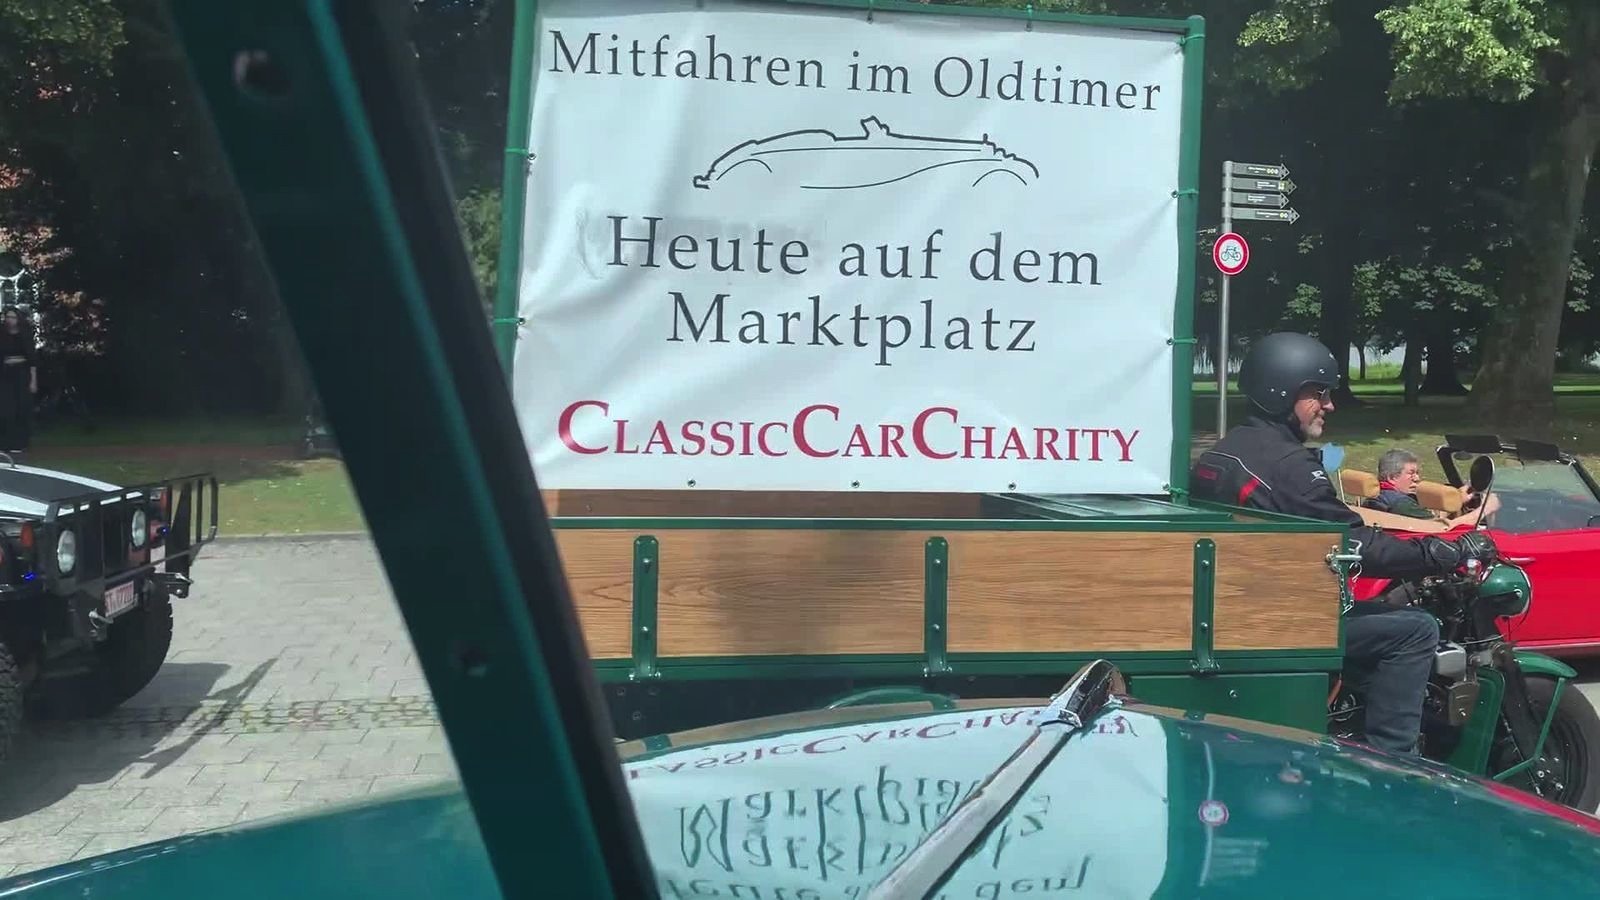 Mitfahren im Oldtimer
Heute auf dem
Marktplatz
CLASSICCARCHARITY